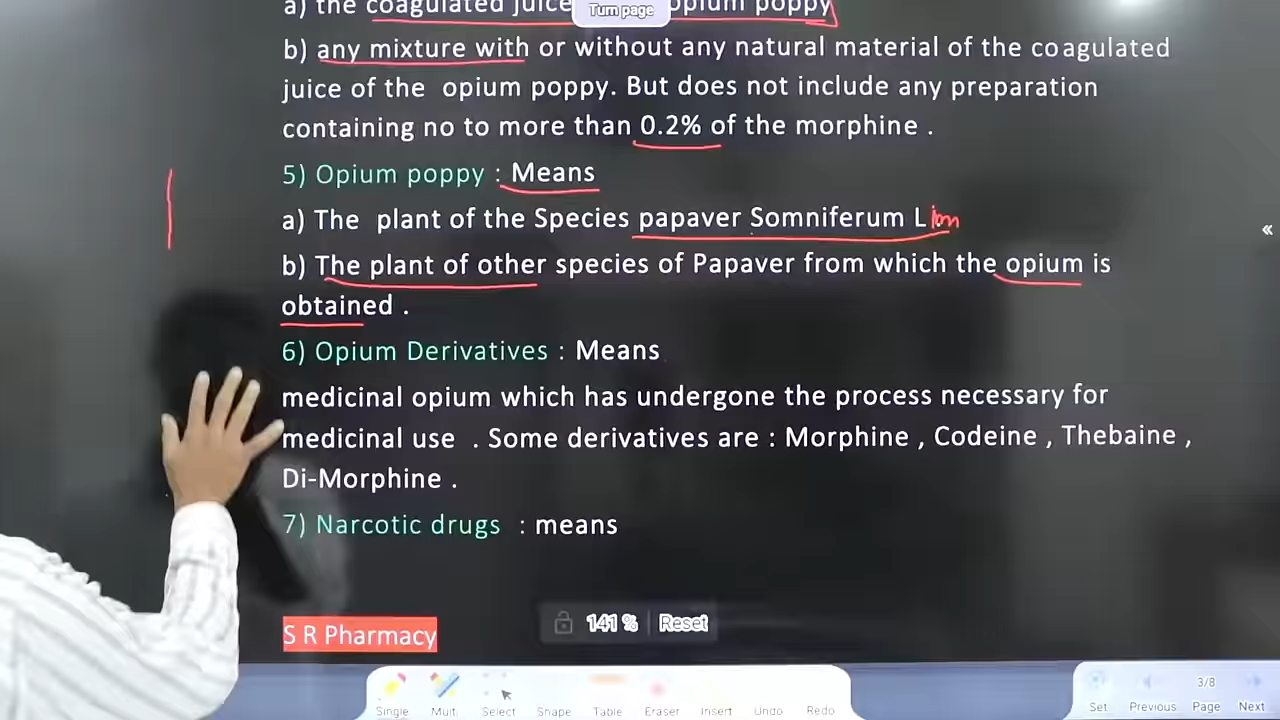 a) the coagulated juice opium poppy
Turn page
b) any mixture with or without any natural material of the coagulated
juice of the opium poppy. But does not include any preparation
containing no to more than 0.2% of the morphine .
5) Opium poppy : Means
a) The plant of the Species papaver Somniferum L
b) The plant of other species of Papaver from which the opium is
obtained .
6) Opium Derivatives : Means
medicinal opium which has undergone the process necessary for
medicinal use . Some derivatives are : Morphine , Codeine , Thebaine ,
Di-Morphine .
7) Narcotic drugs : means
141 % Reset
S R Pharmacy
3/8
Single Mult Select Shape Table Eraser Insert Undo Redo
Set Previous Page Next